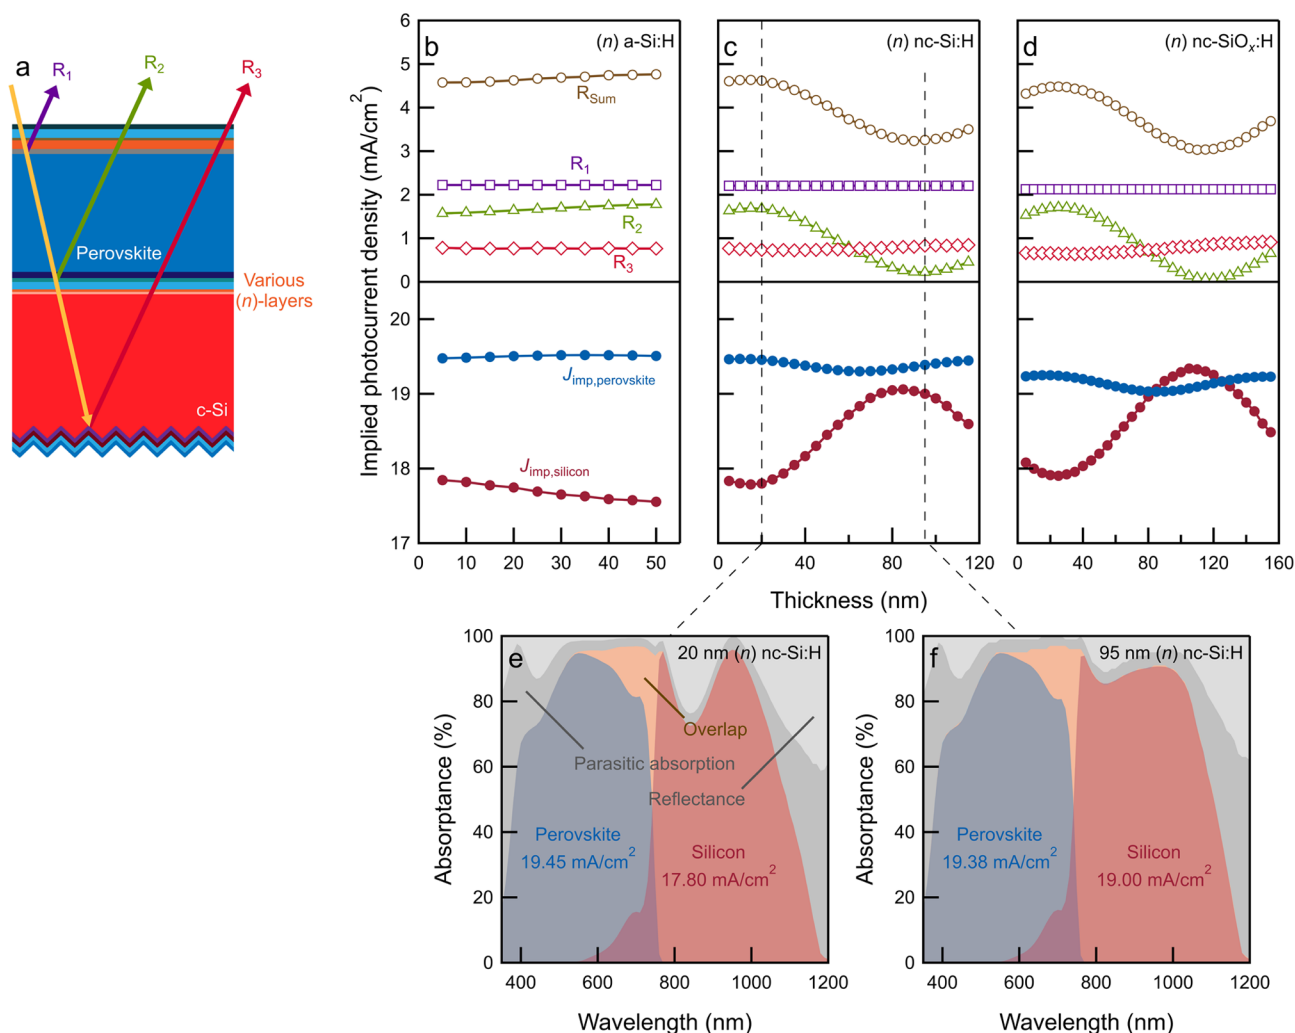 a
R1
R2
R3
Perovskite
Various
(n)-layers
c-Si
Implied photocurrent density (mA/cm2)
6
5
4
3
2
1
0
20
19
18
17
b
(n) a-Si:H
RSum
R1
R2
R3
Jimp,perovskite
Jimp,silicon
0
10
20
30
40
50
c
(n) nc-Si:H
0
40
80
120
d
(n) nc-SiOx:H
0
40
80
120
160
Thickness (nm)
Absorptance (%)
100
80
60
40
20
0
e
20 nm (n) nc-Si:H
Overlap
Parasitic absorption
Reflectance
Perovskite
19.45 mA/cm2
Silicon
17.80 mA/cm2
400
600
800
1000
1200
Wavelength (nm)
Absorptance (%)
100
80
60
40
20
0
f
95 nm (n) nc-Si:H
Perovskite
19.38 mA/cm2
Silicon
19.00 mA/cm2
400
600
800
1000
1200
Wavelength (nm)